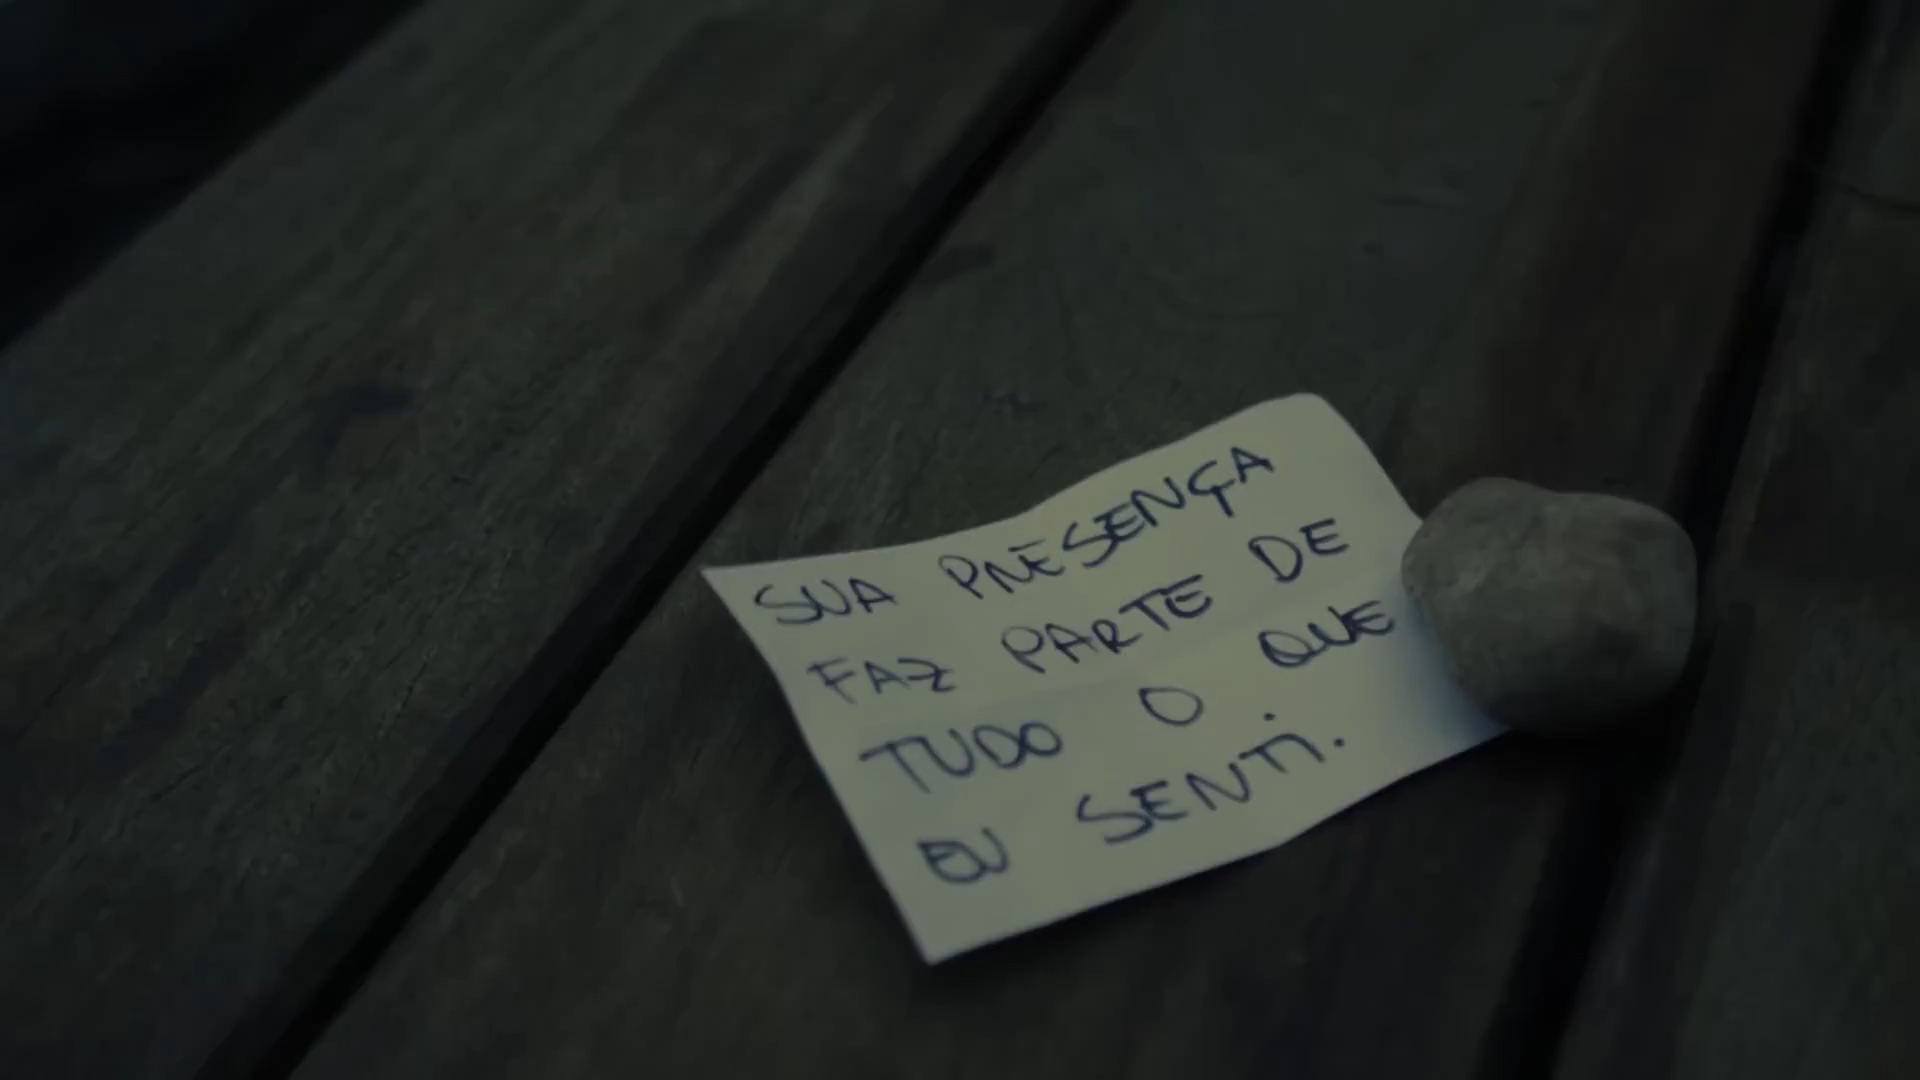 SUA PRESENÇA
FAZ PARTE DE
TUDO O QUE
EU SENTI.